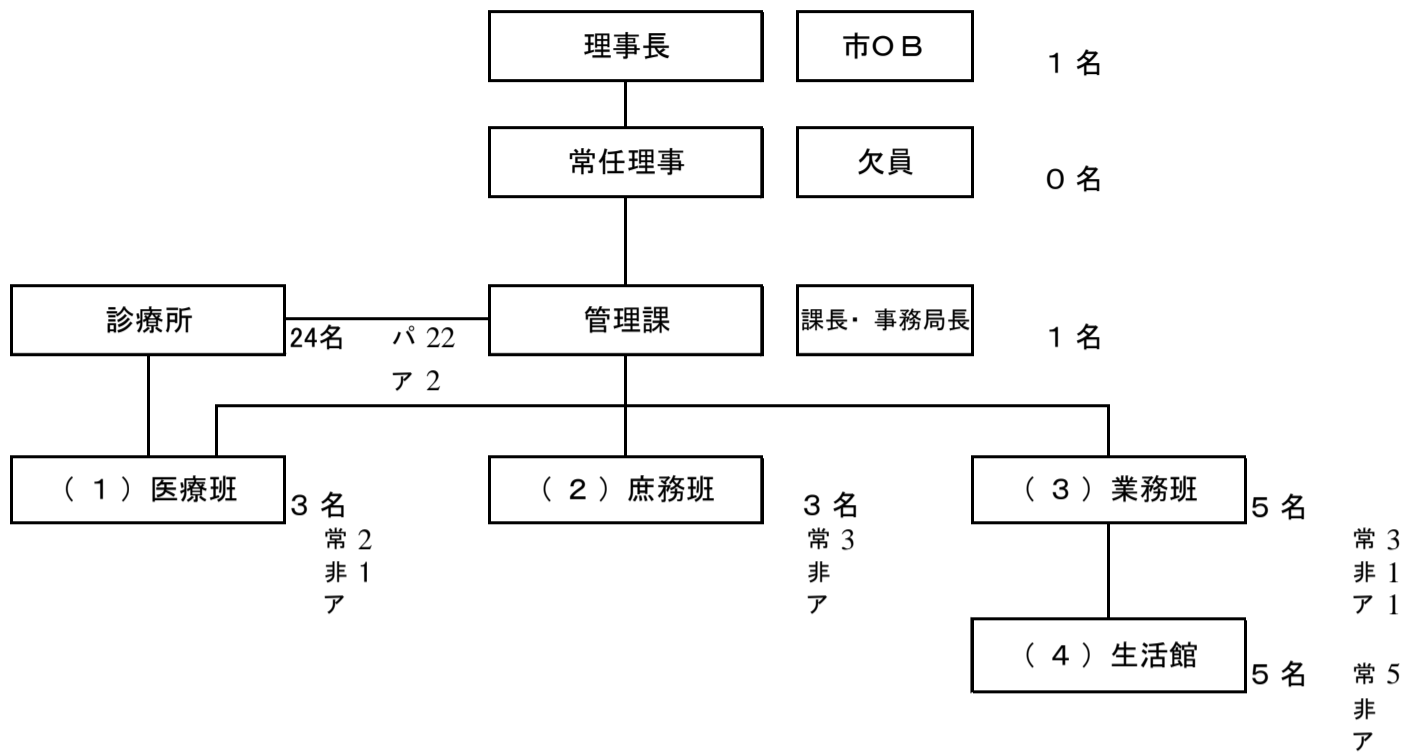 理事長 市OB 1 名
常任理事 欠員 0 名
診療所 24名 パ 22 管理課 課長・ 事務局長 1 名
ア 2
( 1 ) 医療班 3 名 ( 2 ) 庶務班 3 名 ( 3 ) 業務班 5 名
常 2 常 3 常 3
非 1 非 非 1
ア ア ア 1
( 4 ) 生活館 5 名 常 5
非
ア